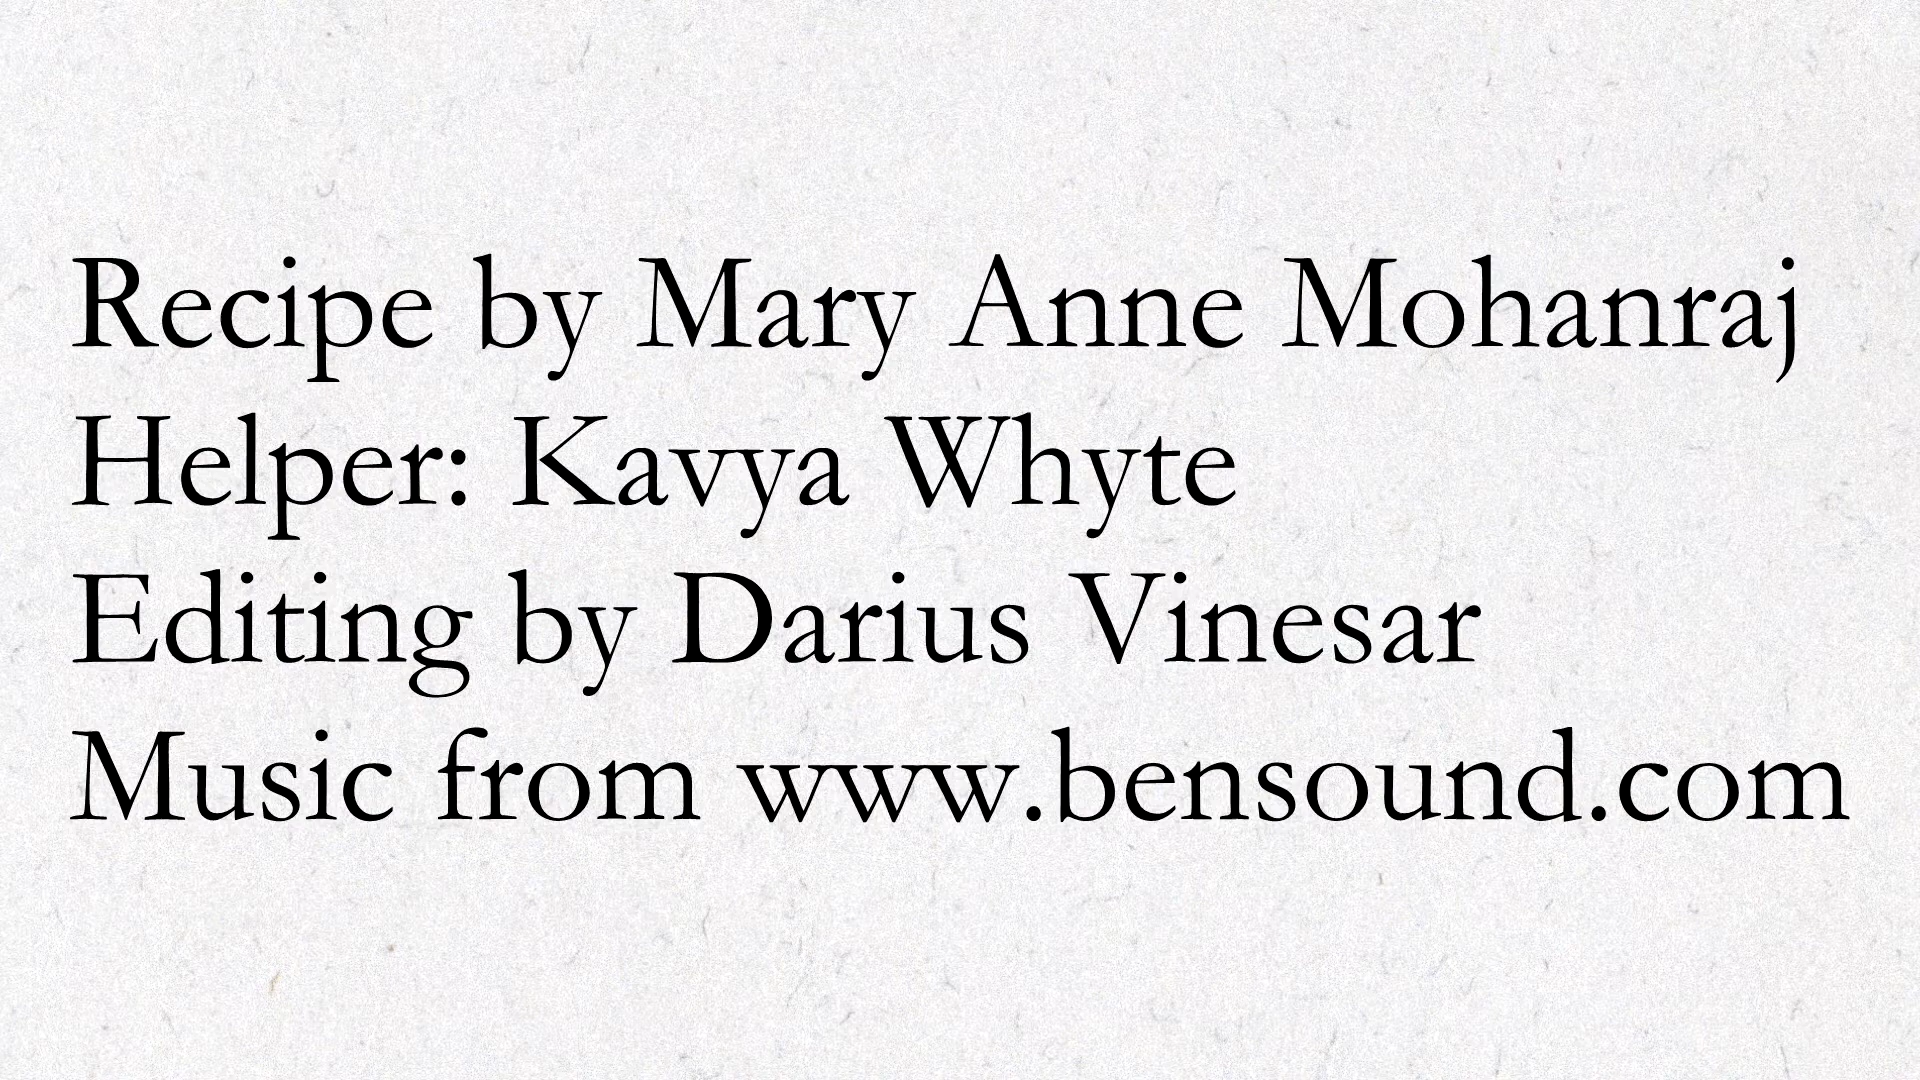 Recipe by Mary Anne Mohanraj
Helper: Kavya Whyte
Editing by Darius Vinesar
Music from www.bensound.com